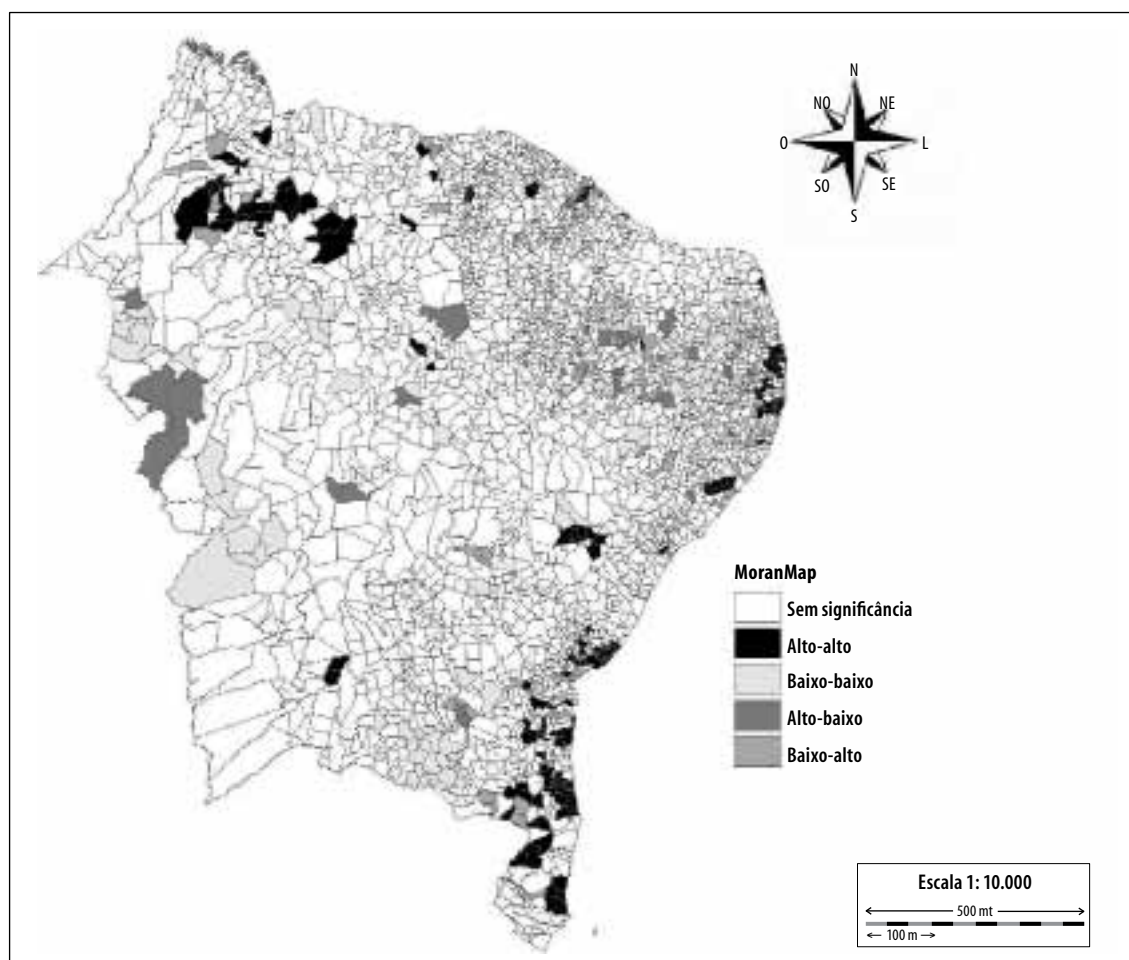 N
NO
NE
O
L
SO
SE
S
MoranMap
Sem significância
Alto-alto
Baixo-baixo
Alto-baixo
Baixo-alto
Escala 1: 10.000
500 mt
100 m